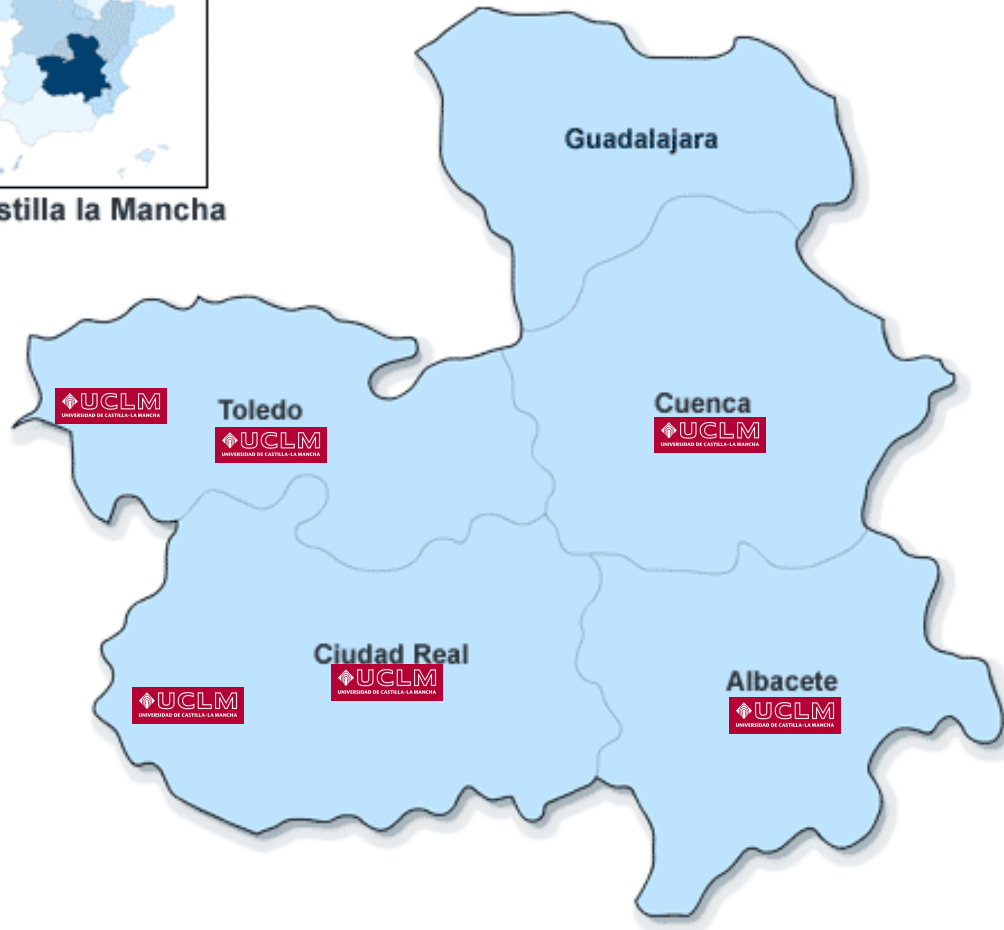 stilla la Mancha
Guadalajara
UCLM
UNIVERSIDAD DE CASTILLA-LA MANCHA
Toledo
UCLM
UNIVERSIDAD DE CASTILLA-LA MANCHA
Cuenca
UCLM
UNIVERSIDAD DE CASTILLA-LA MANCHA
Ciudad Real
UCLM
UNIVERSIDAD DE CASTILLA-LA MANCHA
UCLM
UNIVERSIDAD DE CASTILLA-LA MANCHA
Albacete
UCLM
UNIVERSIDAD DE CASTILLA-LA MANCHA